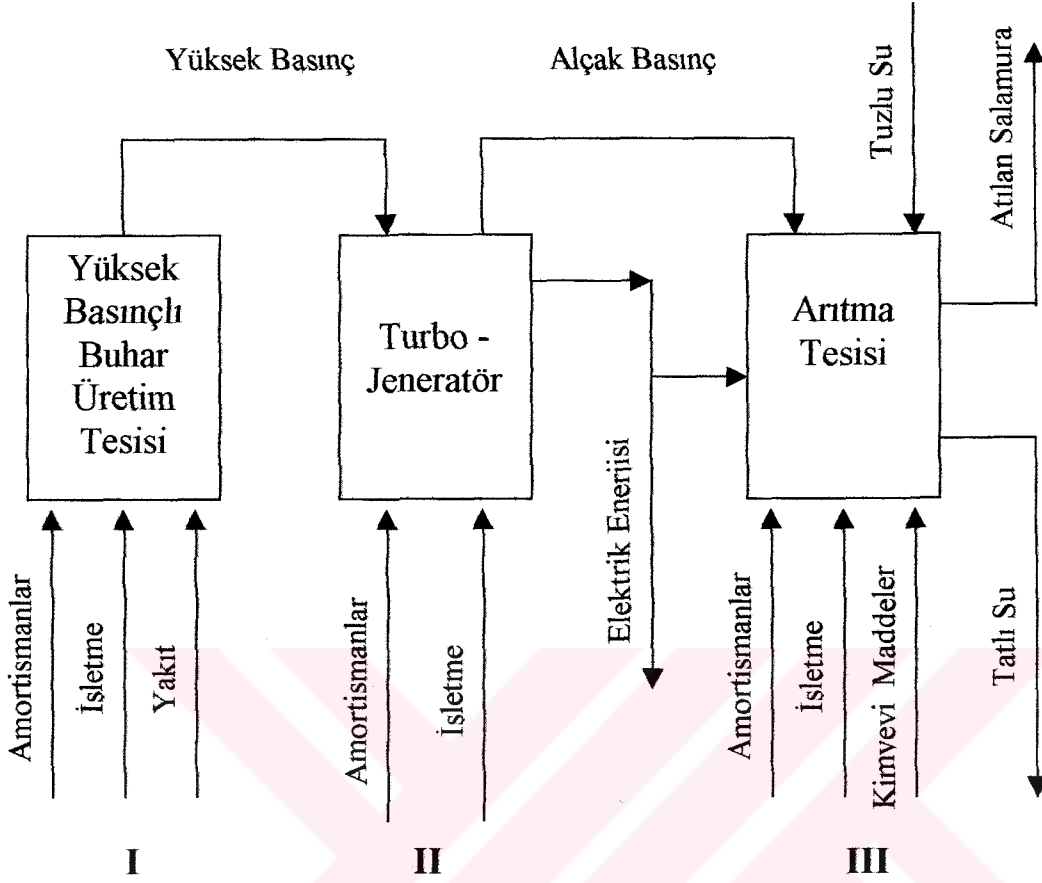 Yüksek Basınç
Alçak Basınç
Tuzlu Su
Atılan Salamura
Yüksek
Basınçlı
Buhar
Üretim
Tesisi
Turbo -
Jeneratör
Arıtma
Tesisi
Amortismanlar
İşletme
Yakıt
Amortismanlar
İşletme
Elektrik Enerjisi
Amortismanlar
İşletme
Kimyevi Maddeler
Tatlı Su
I
II
III